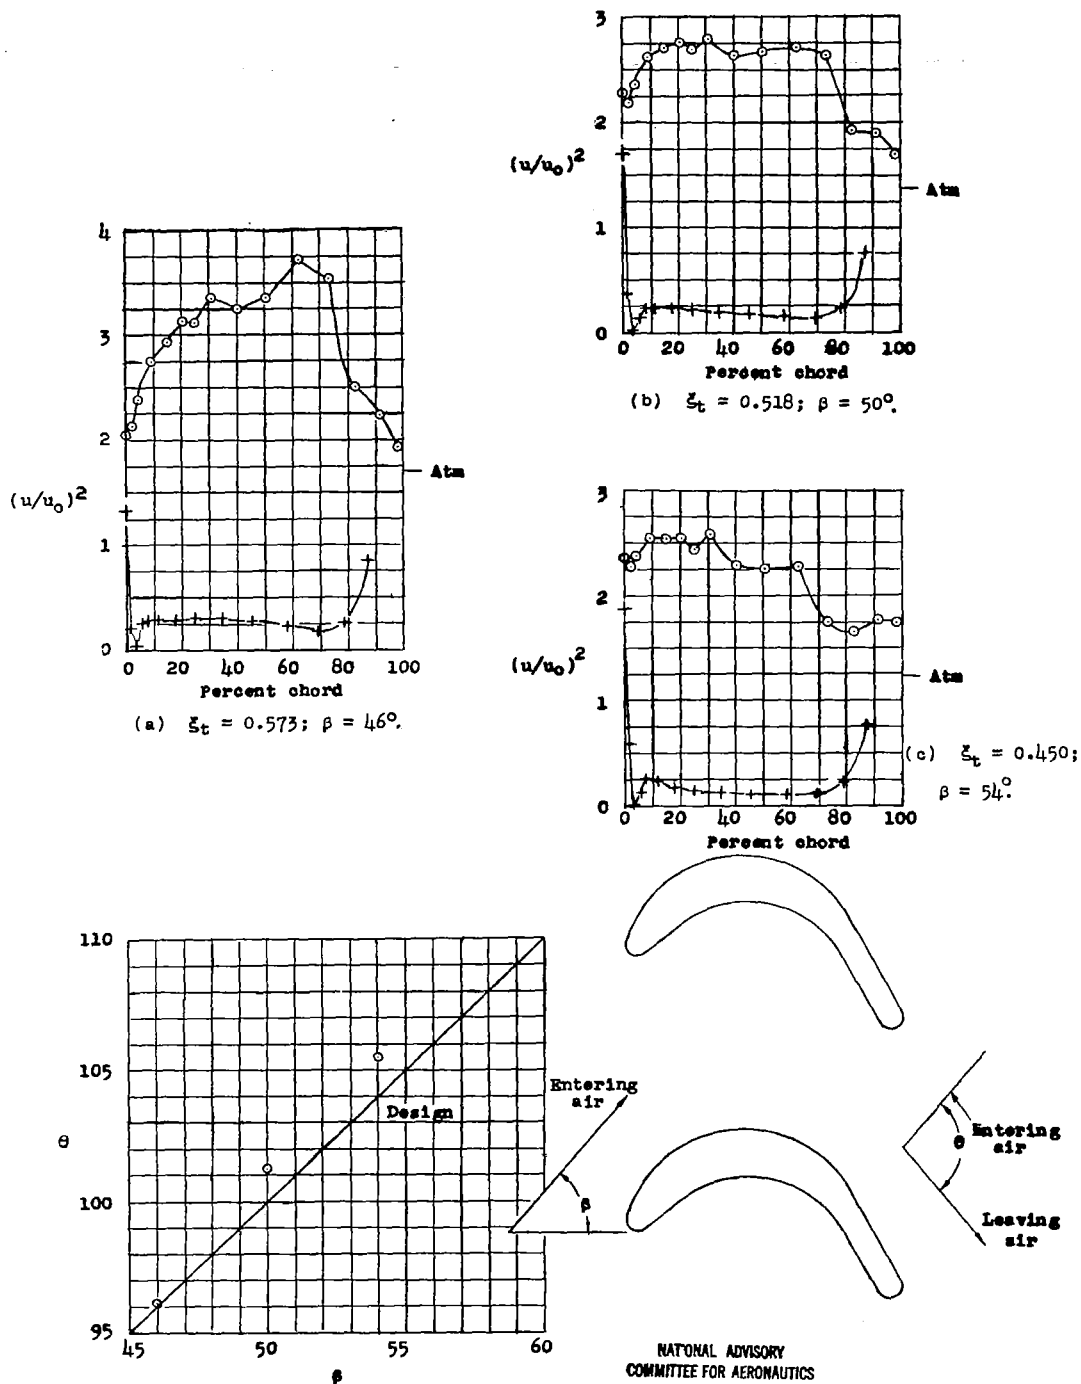 4
3
2
1
0
(u/u₀)²
Atm
0 20 40 60 80 100
Percent chord
(a) ξₜ = 0.573; β = 46°.
3
2
1
0
(u/u₀)²
Atm
0 20 40 60 80 100
Percent chord
(b) ξₜ = 0.518; β = 50°.
3
2
1
0
(u/u₀)²
Atm
0 20 40 60 80 100
Percent chord
(c) ξₜ = 0.450;
β = 54°.
110
105
100
95
θ
Design
45 50 55 60
β
Entering
air
β
θ
Entering
air
Leaving
air
NATIONAL ADVISORY
COMMITTEE FOR AERONAUTICS